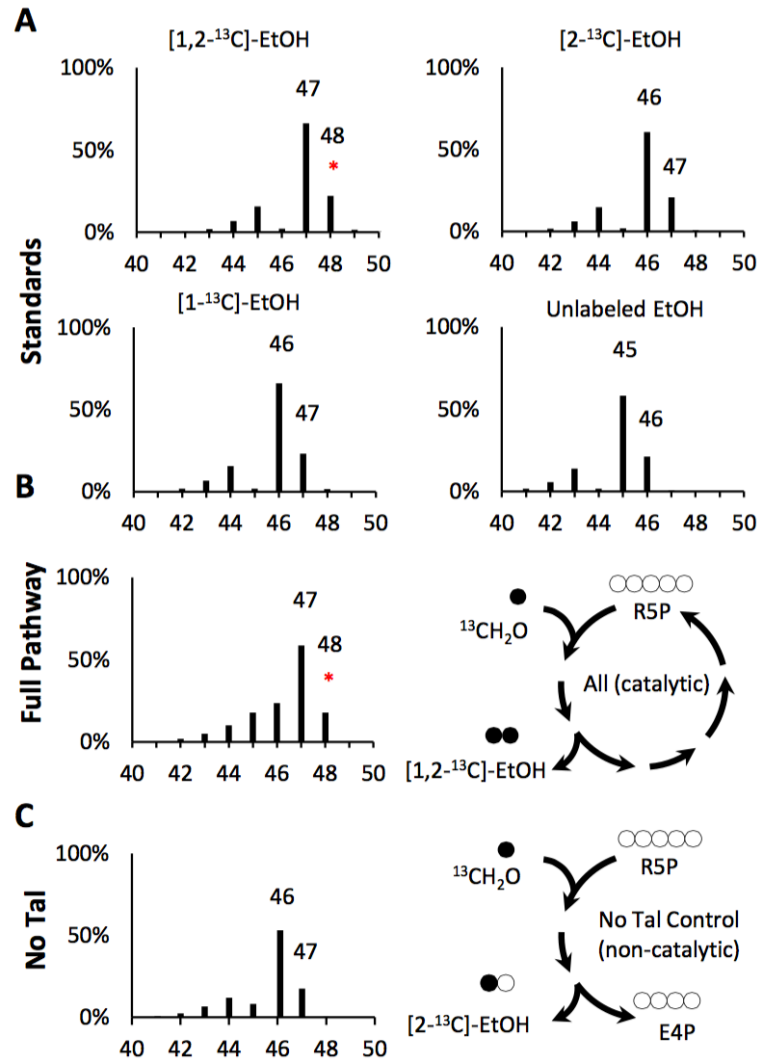 A
[1,2-¹³C]-EtOH
[2-¹³C]-EtOH
100%
50%
0%
47
48
*
40 42 44 46 48 50
100%
50%
0%
46
47
40 42 44 46 48 50
Standards
[1-¹³C]-EtOH
Unlabeled EtOH
100%
50%
0%
46
47
40 42 44 46 48 50
100%
50%
0%
45
46
40 42 44 46 48 50
B
Full Pathway
100%
50%
0%
47
48
*
40 42 44 46 48 50
¹³CH₂O
R5P
All (catalytic)
[1,2-¹³C]-EtOH
C
No Tal
100%
50%
0%
46
47
40 42 44 46 48 50
¹³CH₂O
R5P
No Tal Control
(non-catalytic)
[2-¹³C]-EtOH
E4P